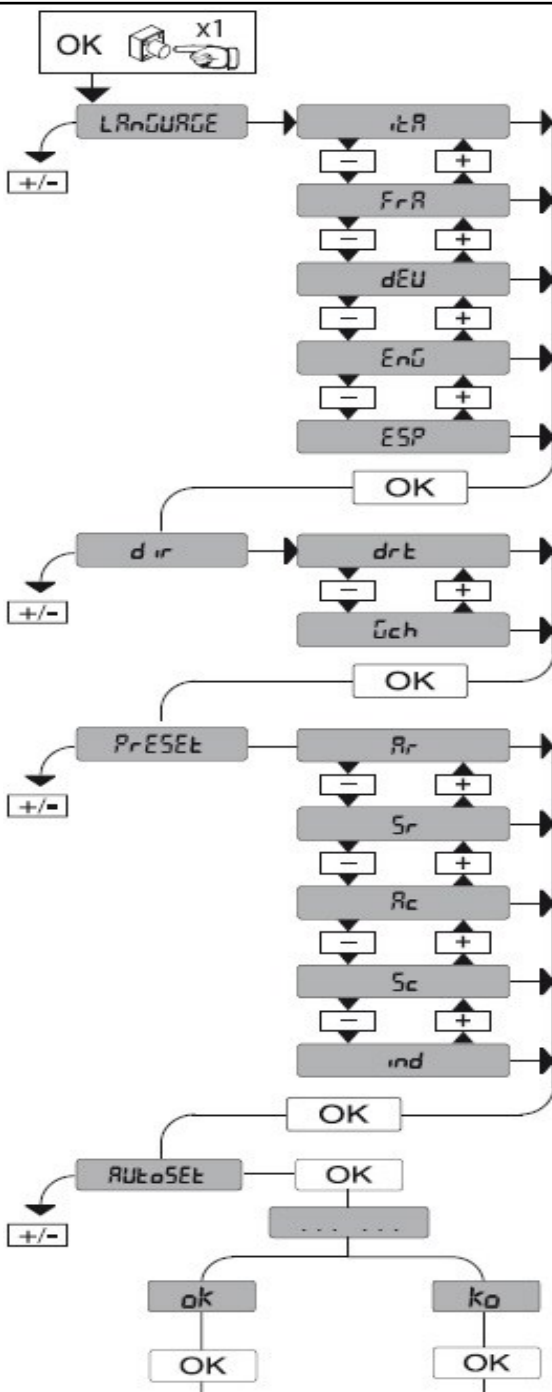 OK x1
LAnGUAGE itA
+/- − +
FrA
− +
dEU
− +
EnG
− +
ESP
OK
dir drt
+/- − +
Gch
OK
PrESEt Ar
+/- − +
Sr
− +
Ac
− +
Sc
− +
ind
OK
AUtoSEt OK
+/- ... ...
ok ko
OK OK